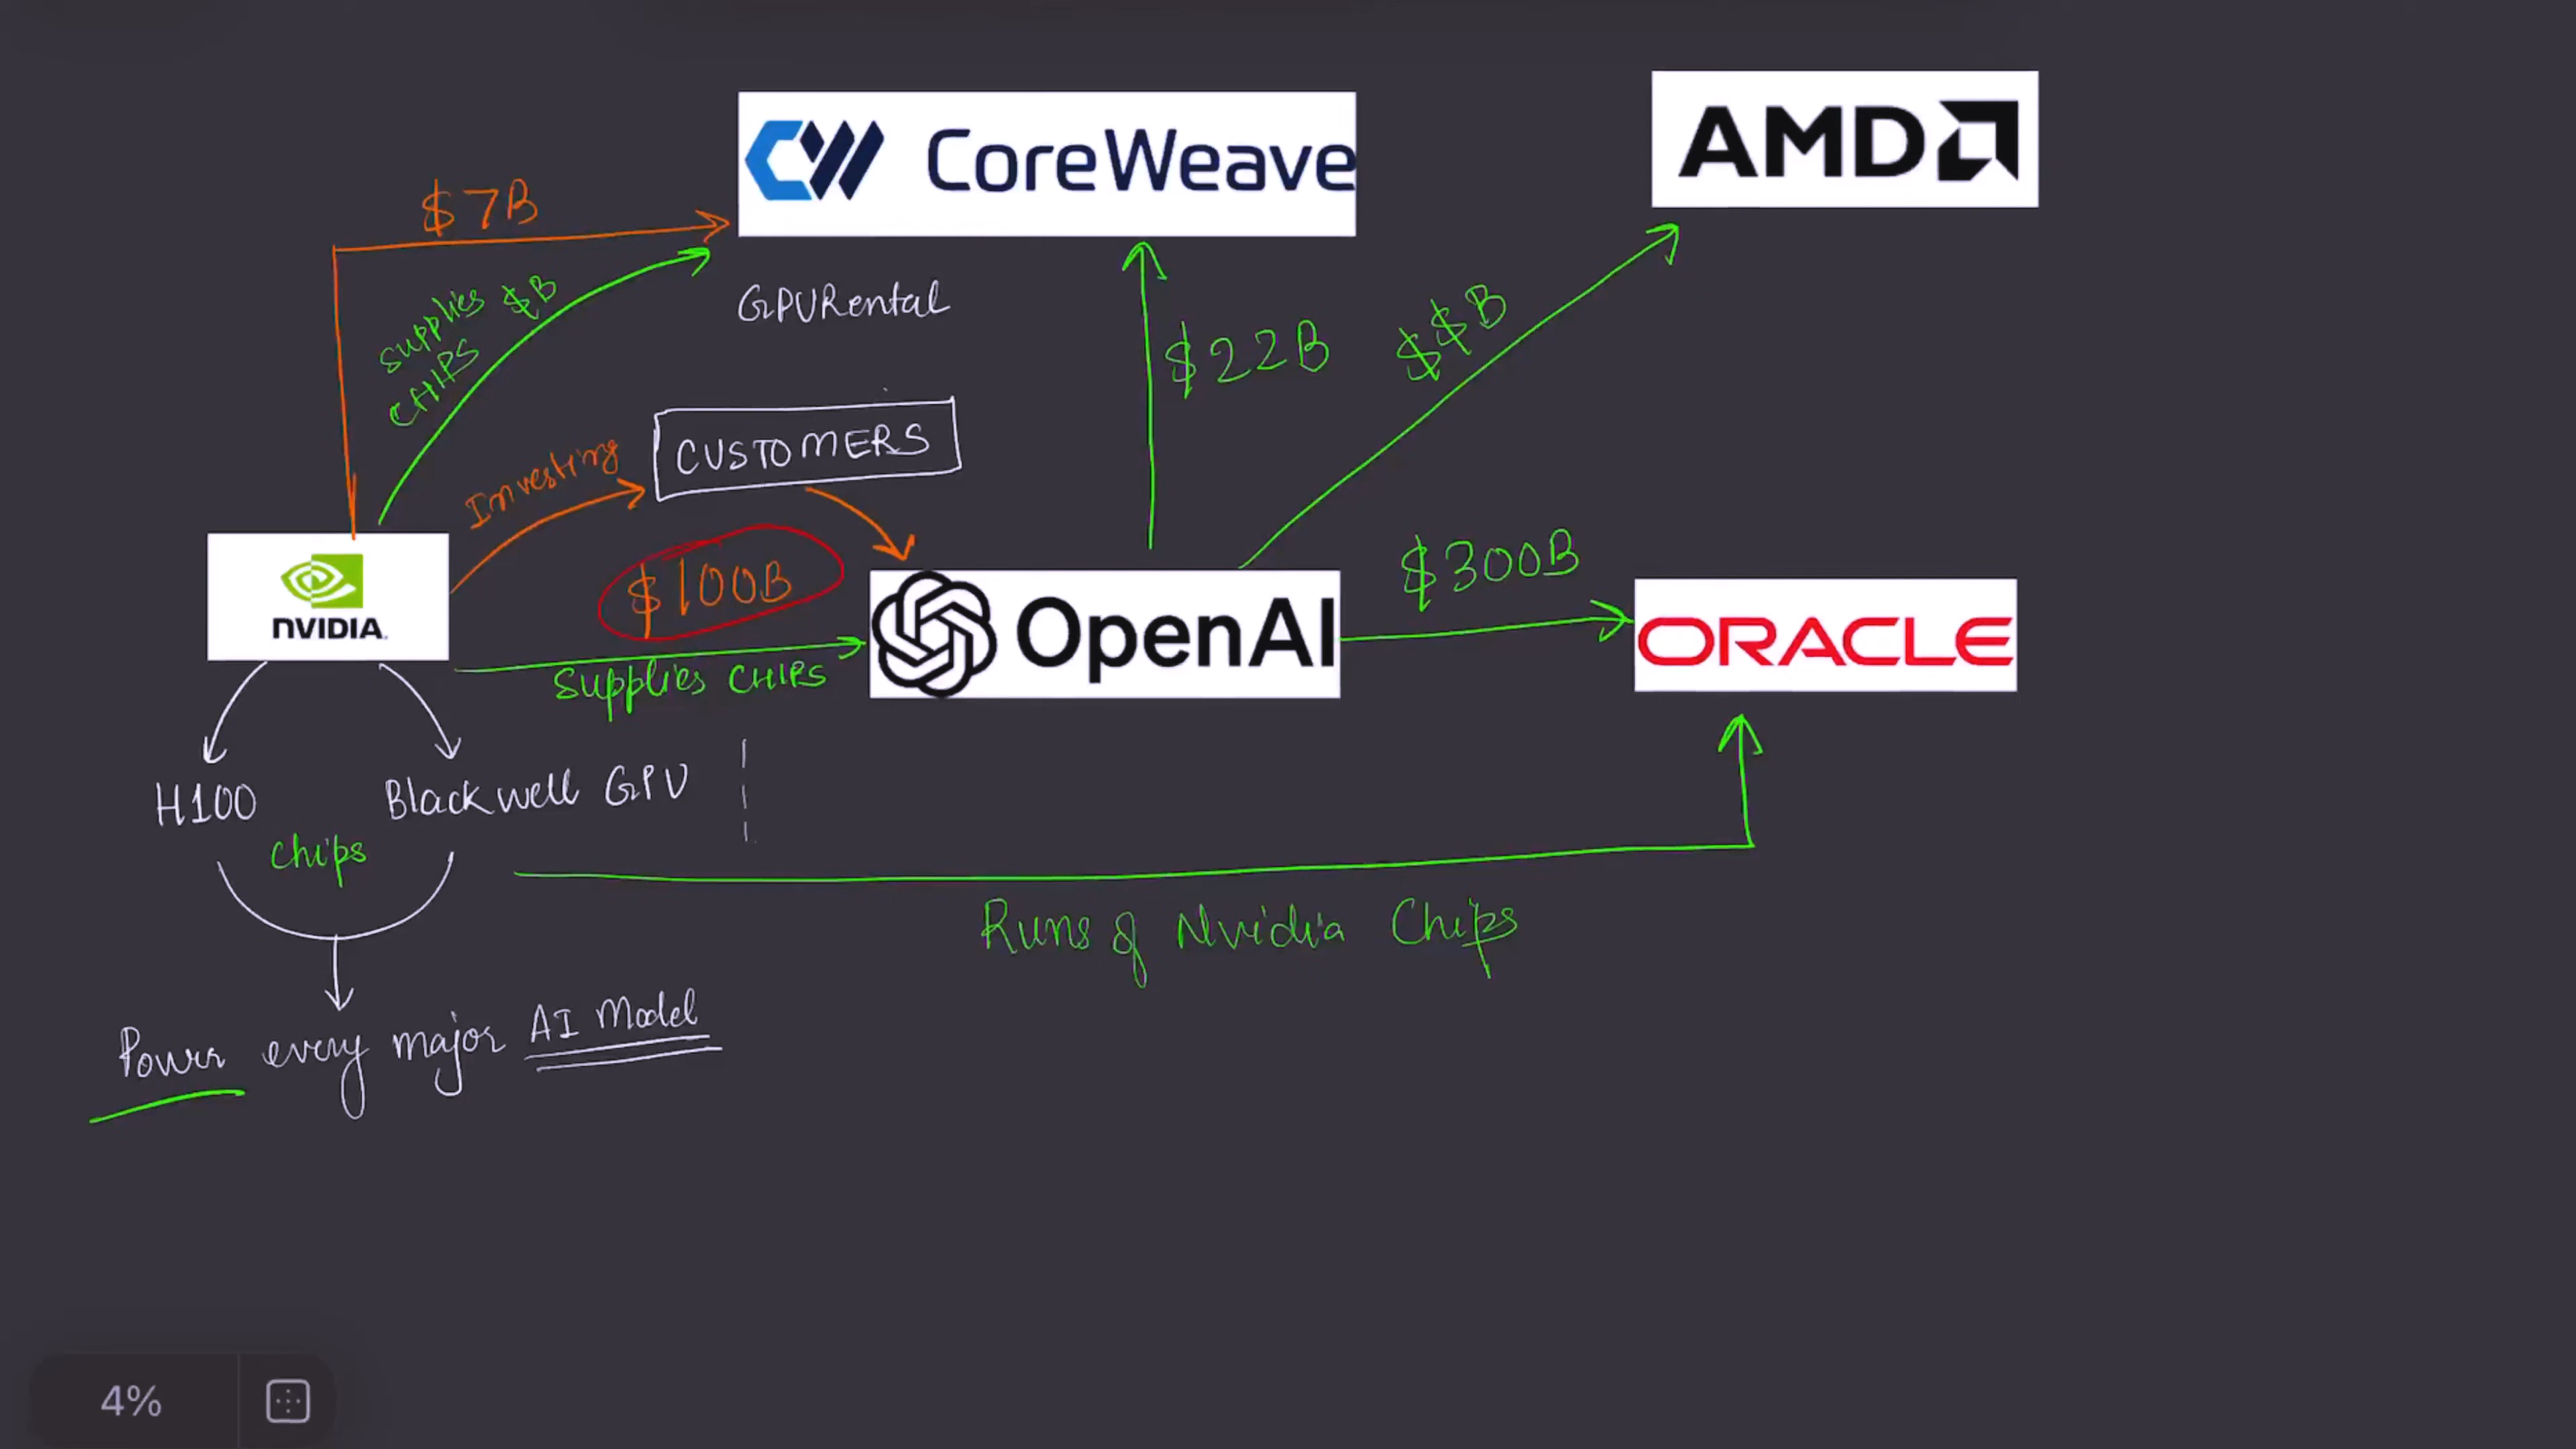 CoreWeave
AMD
$7B
supplies $B
CHIPS
GPURental
$22B
$$B
CUSTOMERS
Investing
$100B
$300B
NVIDIA
OpenAI
ORACLE
Supplies CHIPS
H100
Blackwell GPU
Chips
Runs of Nvidia Chips
Power every major AI Model
4%